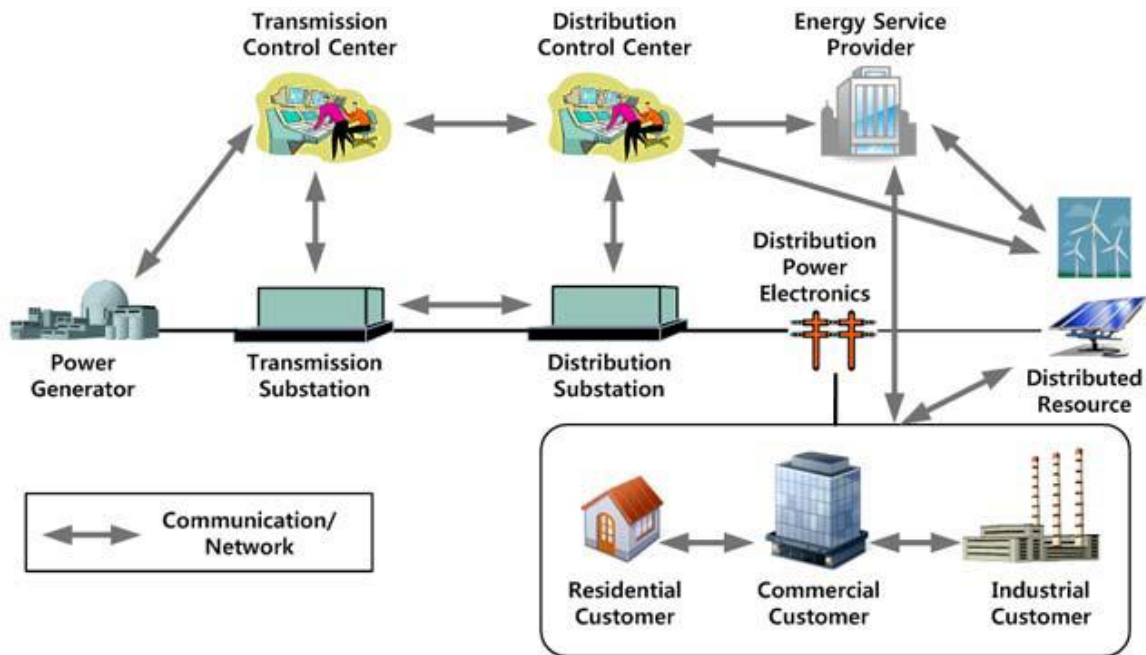 Transmission
Control Center
Distribution
Control Center
Energy Service
Provider
Distribution
Power
Electronics
Power
Generator
Transmission
Substation
Distribution
Substation
Distributed
Resource
Communication/
Network
Residential
Customer
Commercial
Customer
Industrial
Customer